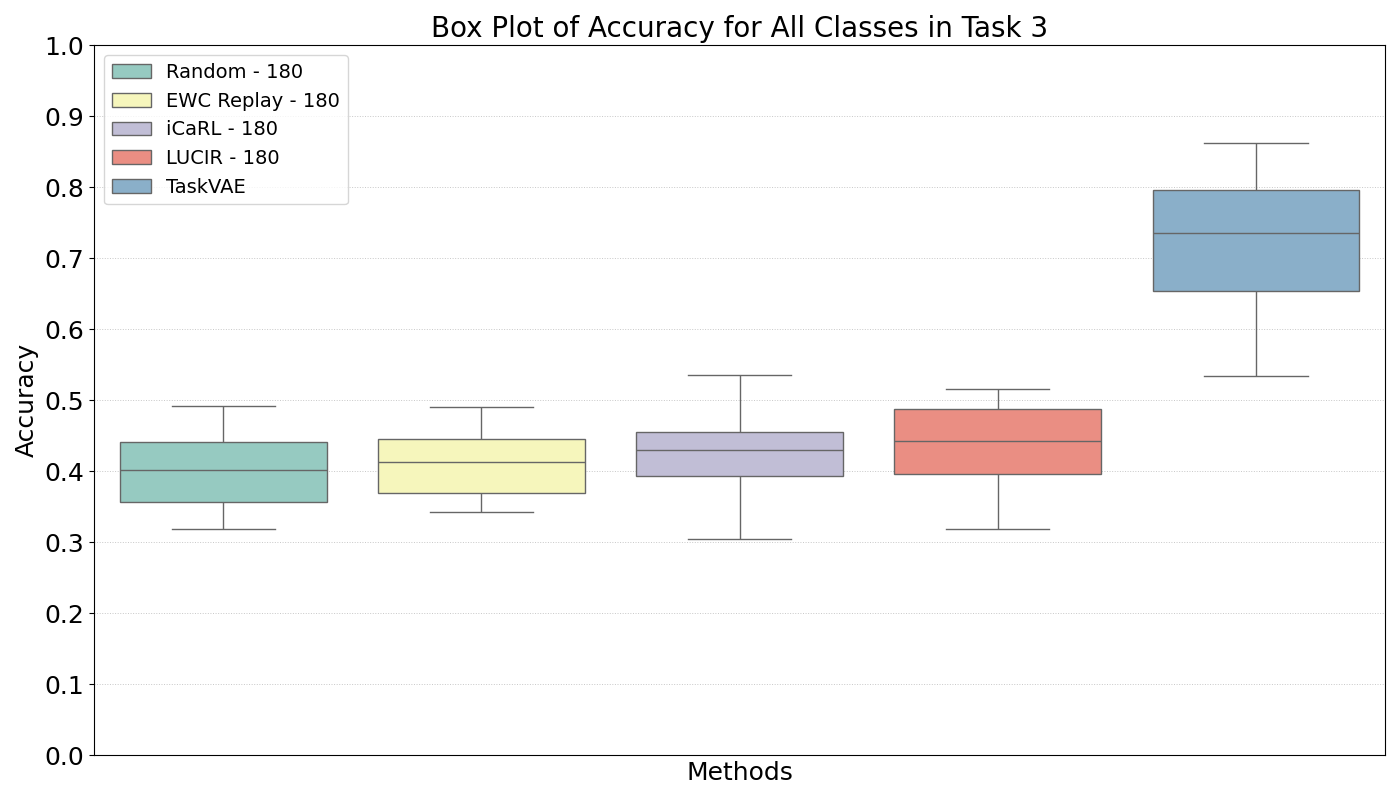 Box Plot of Accuracy for All Classes in Task 3
1.0
0.9
0.8
0.7
0.6
0.5
0.4
0.3
0.2
0.1
0.0
Accuracy
Random - 180
EWC Replay - 180
iCaRL - 180
LUCIR - 180
TaskVAE
Methods